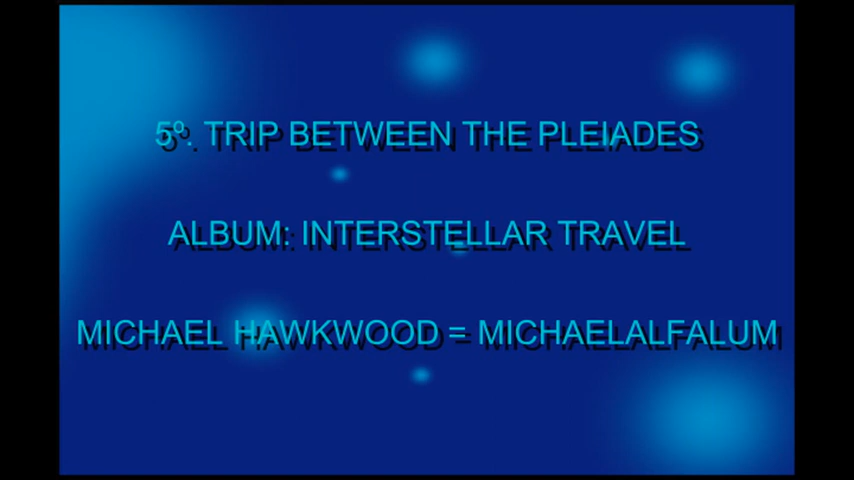 5º. TRIP BETWEEN THE PLEIADES
ALBUM: INTERSTELLAR TRAVEL
MICHAEL HAWKWOOD = MICHAELALFALUM